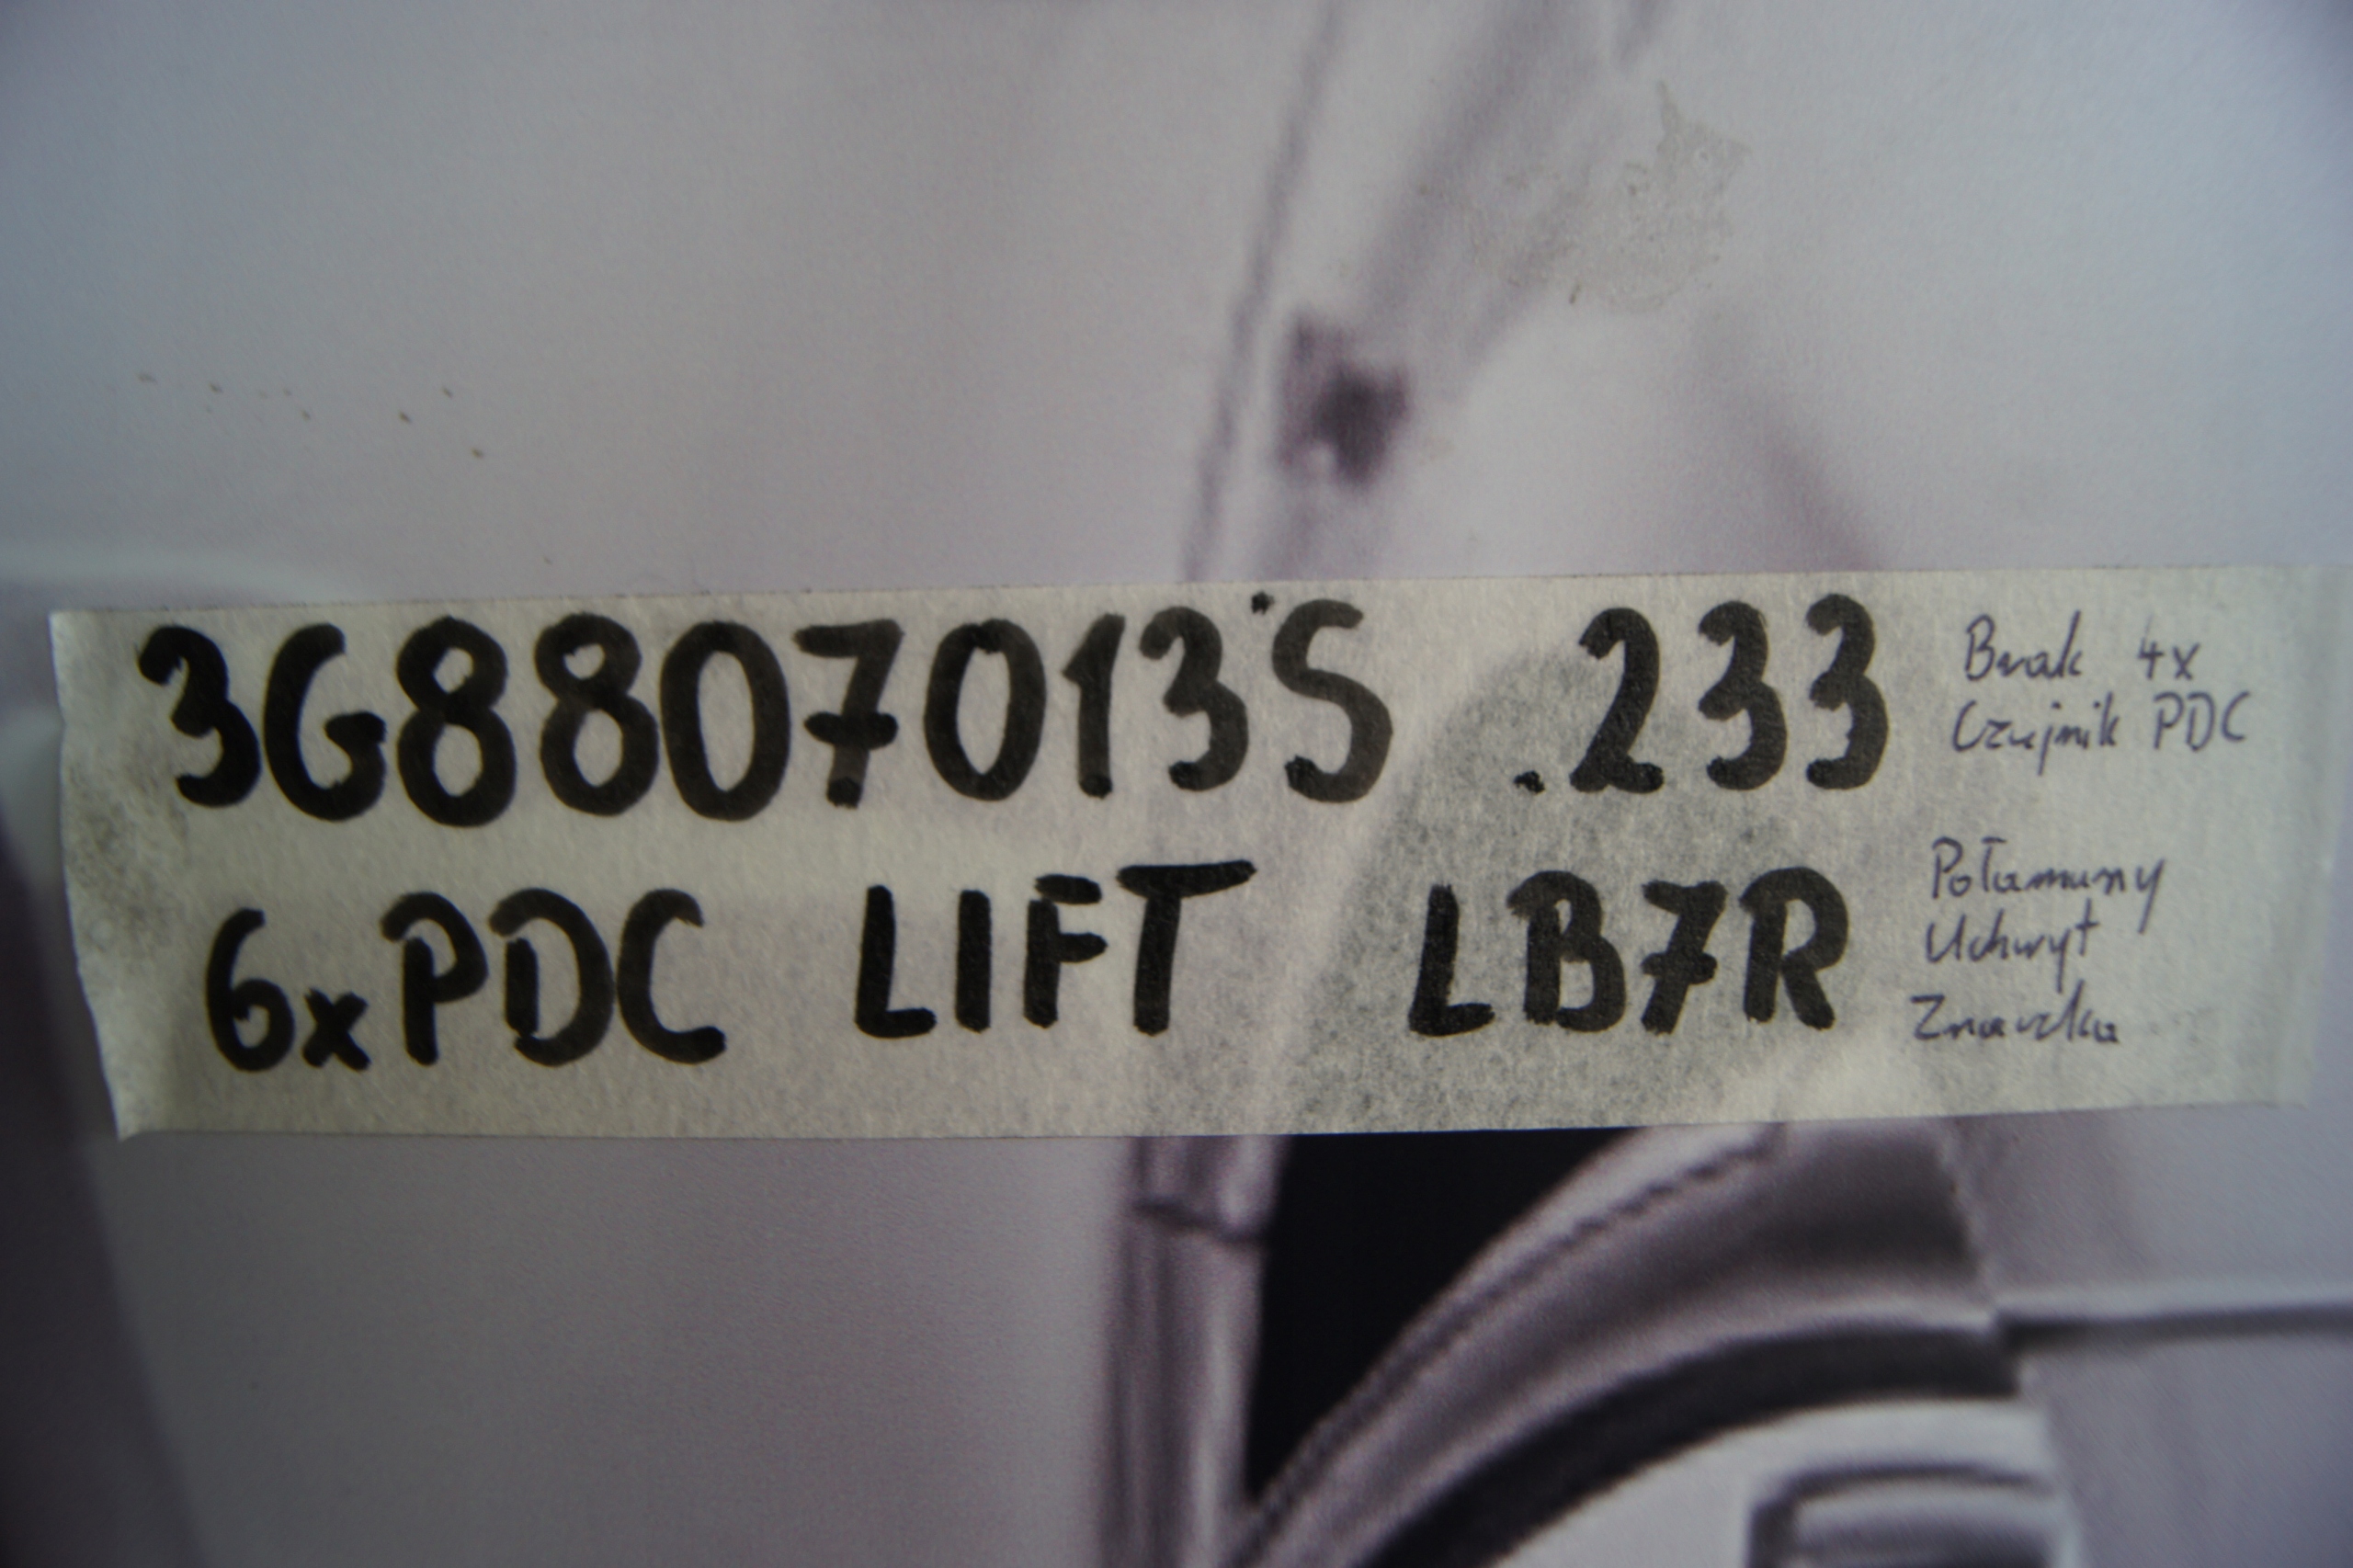 3G8807013S .233
6xPDC LIFT LB7R
Brak 4x
Czujnik PDC
Połamany
Uchwyt
Znaczka